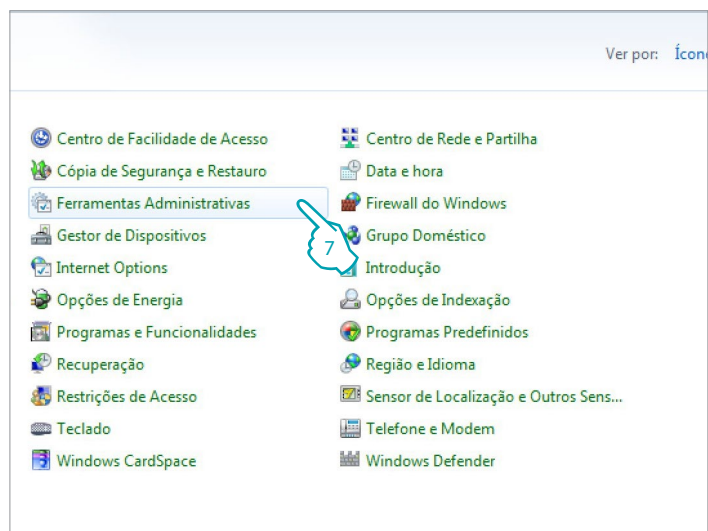 Ver por: Ícon
Centro de Facilidade de Acesso
Centro de Rede e Partilha
Cópia de Segurança e Restauro
Data e hora
Ferramentas Administrativas
Firewall do Windows
Gestor de Dispositivos
7
Grupo Doméstico
Internet Options
Introdução
Opções de Energia
Opções de Indexação
Programas e Funcionalidades
Programas Predefinidos
Recuperação
Região e Idioma
Restrições de Acesso
Sensor de Localização e Outros Sens...
Teclado
Telefone e Modem
Windows CardSpace
Windows Defender